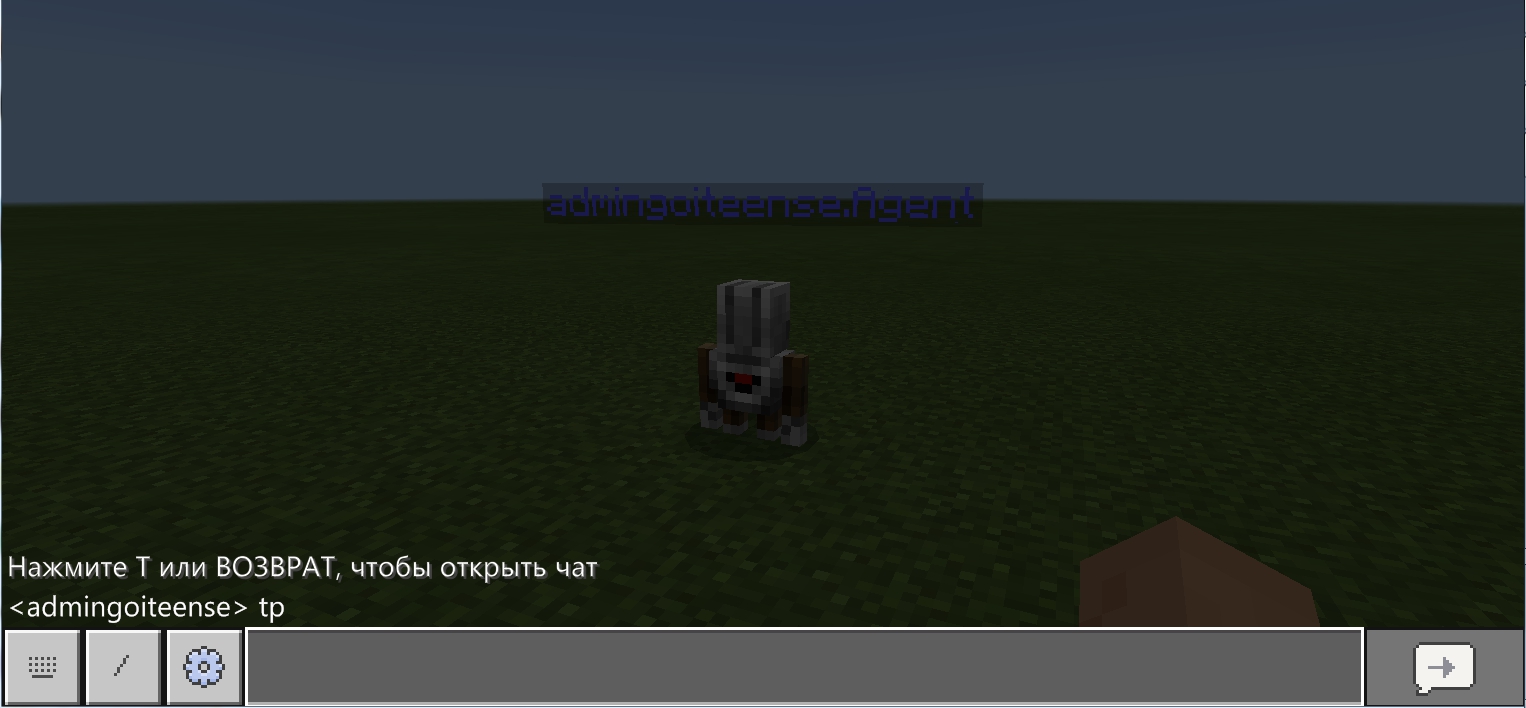 admingoiteense.Agent
Нажмите T или ВОЗВРАТ, чтобы открыть чат
<admingoiteense> tp
/